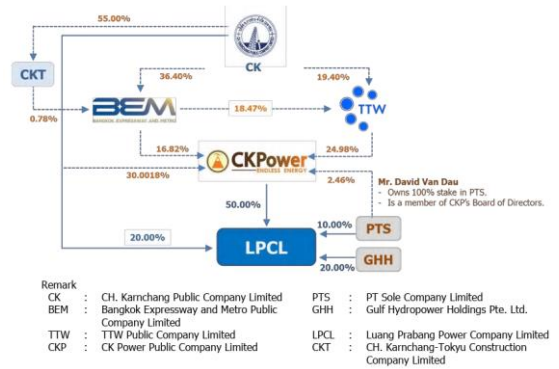 55.00%
CK
CKT
36.40%
19.40%
BEM
BANGKOK EXPRESSWAY AND METRO
18.47%
TTW
0.78%
16.82%
CKPower
ENDLESS ENERGY
24.98%
30.0018%
2.46%
Mr. David Van Dau
- Owns 100% stake in PTS.
- Is a member of CKP's Board of Directors.
50.00%
20.00%
LPCL
10.00%
PTS
20.00%
GHH
Remark
CK : CH. Karnchang Public Company Limited
BEM : Bangkok Expressway and Metro Public
Company Limited
TTW : TTW Public Company Limited
CKP : CK Power Public Company Limited
PTS : PT Sole Company Limited
GHH : Gulf Hydropower Holdings Pte. Ltd.
LPCL : Luang Prabang Power Company Limited
CKT : CH. Karnchang-Tokyu Construction
Company Limited